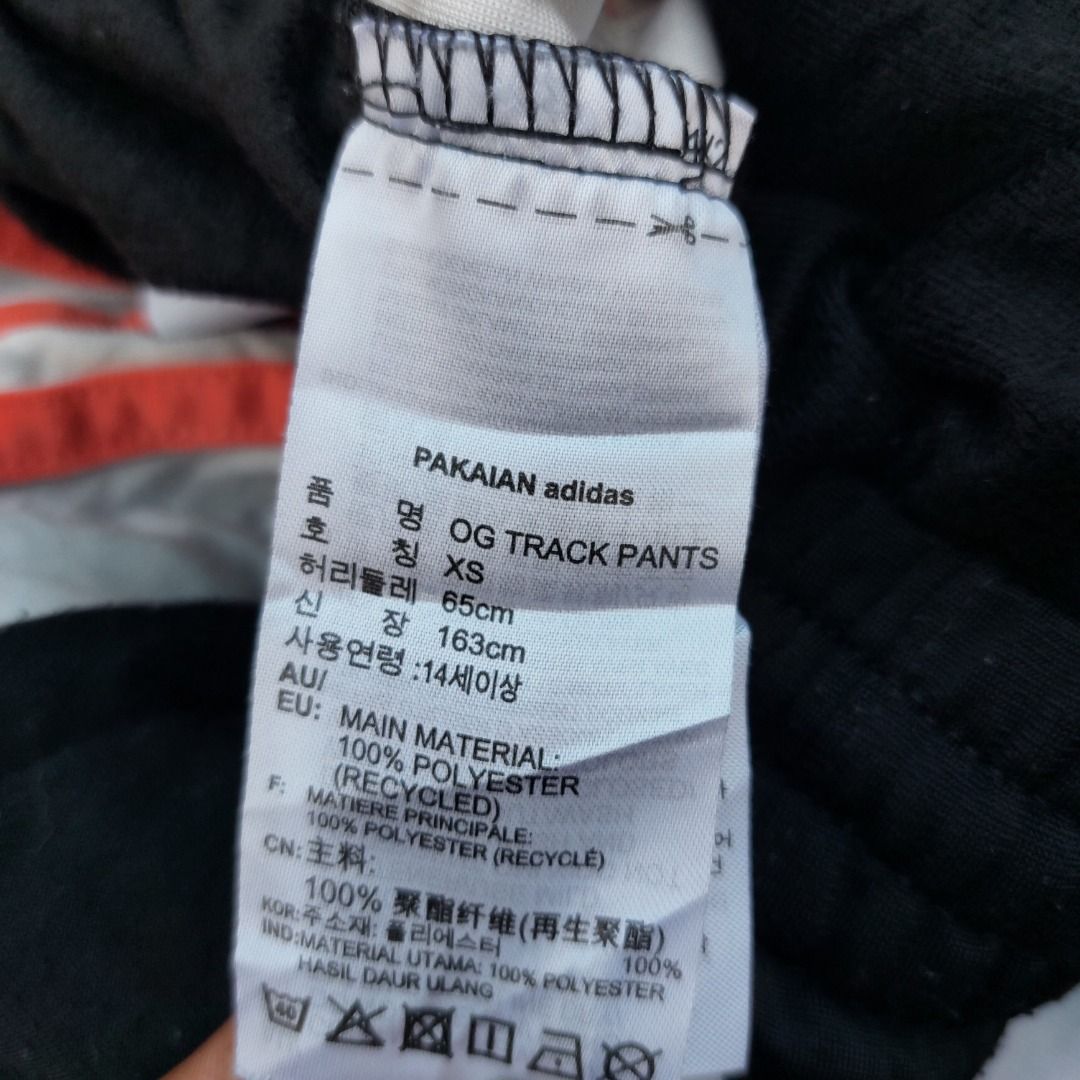 PAKAIAN adidas
품 명 OG TRACK PANTS
호 칭 XS
허리둘레 65cm
신 장 163cm
사용연령 :14세이상
AU/
EU: MAIN MATERIAL:
100% POLYESTER
(RECYCLED)
F: MATIERE PRINCIPALE:
100% POLYESTER (RECYCLÉ)
CN: 主料:
100% 聚酯纤维(再生聚酯)
KOR: 주소재: 폴리에스터 100%
IND: MATERIAL UTAMA: 100% POLYESTER
HASIL DAUR ULANG
40